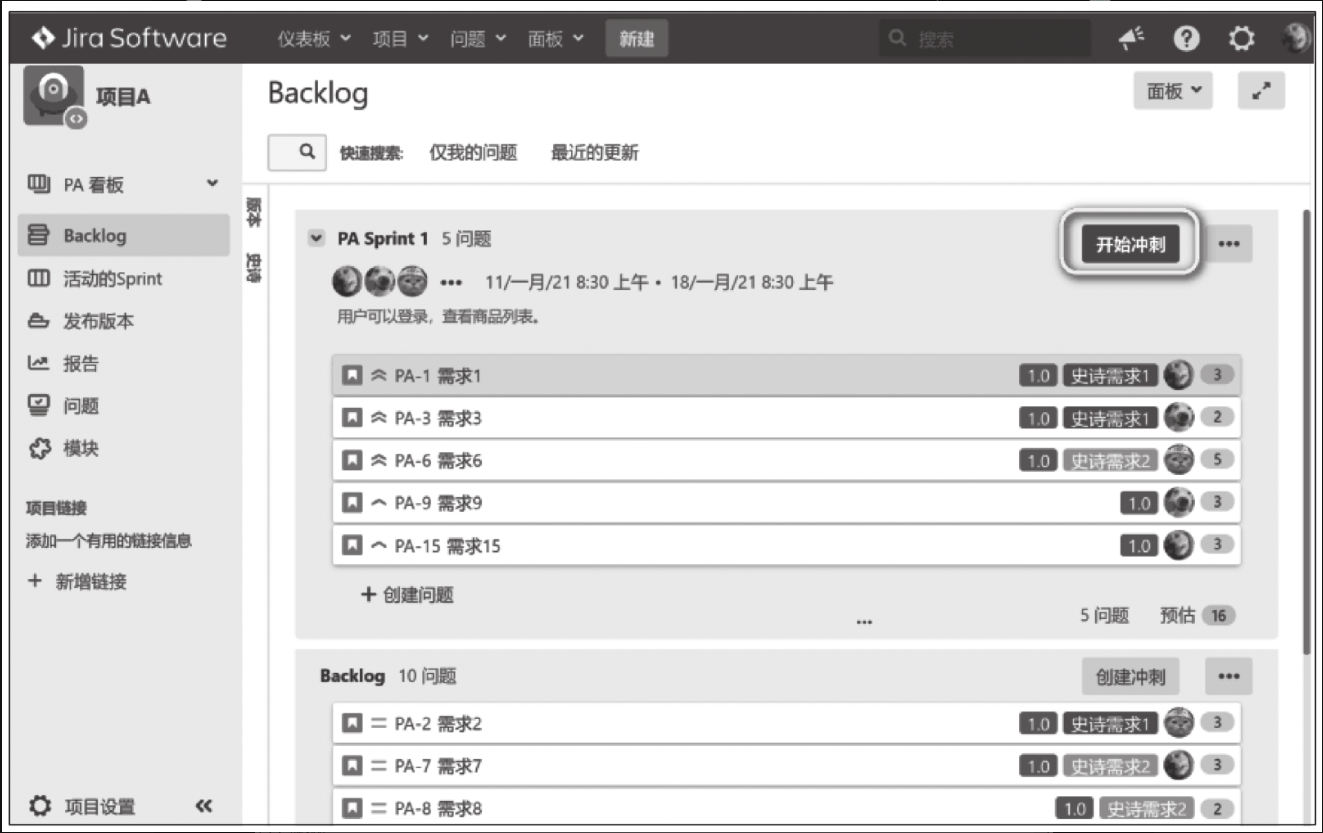 Jira Software 仪表板 项目 问题 面板 新建 搜索
项目A
Backlog 面板
快速搜索: 仅我的问题 最近的更新
PA 看板
Backlog
活动的Sprint
发布版本
报告
问题
模块
项目链接
添加一个有用的链接信息
+ 新增链接
项目设置
版本
史诗
PA Sprint 1 5 问题 开始冲刺 •••
••• 11/一月/21 8:30 上午 • 18/一月/21 8:30 上午
用户可以登录，查看商品列表。
PA-1 需求1 1.0 史诗需求1 3
PA-3 需求3 1.0 史诗需求1 2
PA-6 需求6 1.0 史诗需求2 5
PA-9 需求9 1.0 3
PA-15 需求15 1.0 3
+ 创建问题
... 5 问题 预估 16
Backlog 10 问题 创建冲刺 •••
PA-2 需求2 1.0 史诗需求1 3
PA-7 需求7 1.0 史诗需求2 3
PA-8 需求8 1.0 史诗需求2 2